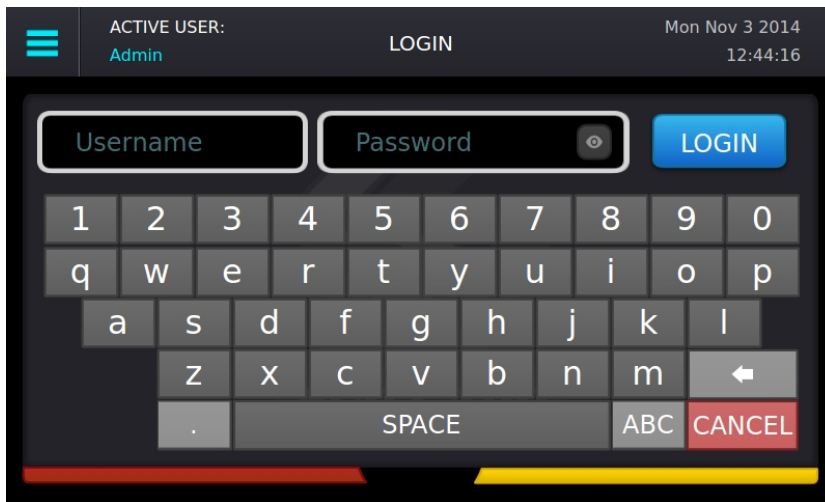 ACTIVE USER:
Admin
LOGIN
Mon Nov 3 2014
12:44:16
Username
Password
LOGIN
1 2 3 4 5 6 7 8 9 0
q w e r t y u i o p
a s d f g h j k l
z x c v b n m
. SPACE ABC CANCEL